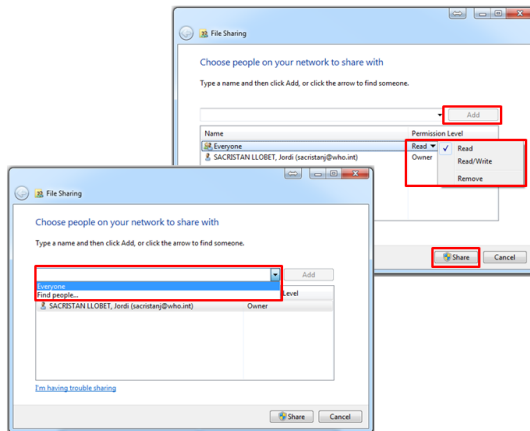 File Sharing
Choose people on your network to share with
Type a name and then click Add, or click the arrow to find someone.
Add
Name Permission Level
Everyone Read
SACRISTAN LLOBET, Jordi (sacristanj@who.int) Owner
Read
Read/Write
Remove
Share Cancel
File Sharing
Choose people on your network to share with
Type a name and then click Add, or click the arrow to find someone.
Add
Everyone
Find people...
Level
SACRISTAN LLOBET, Jordi (sacristanj@who.int) Owner
I'm having trouble sharing
Share Cancel